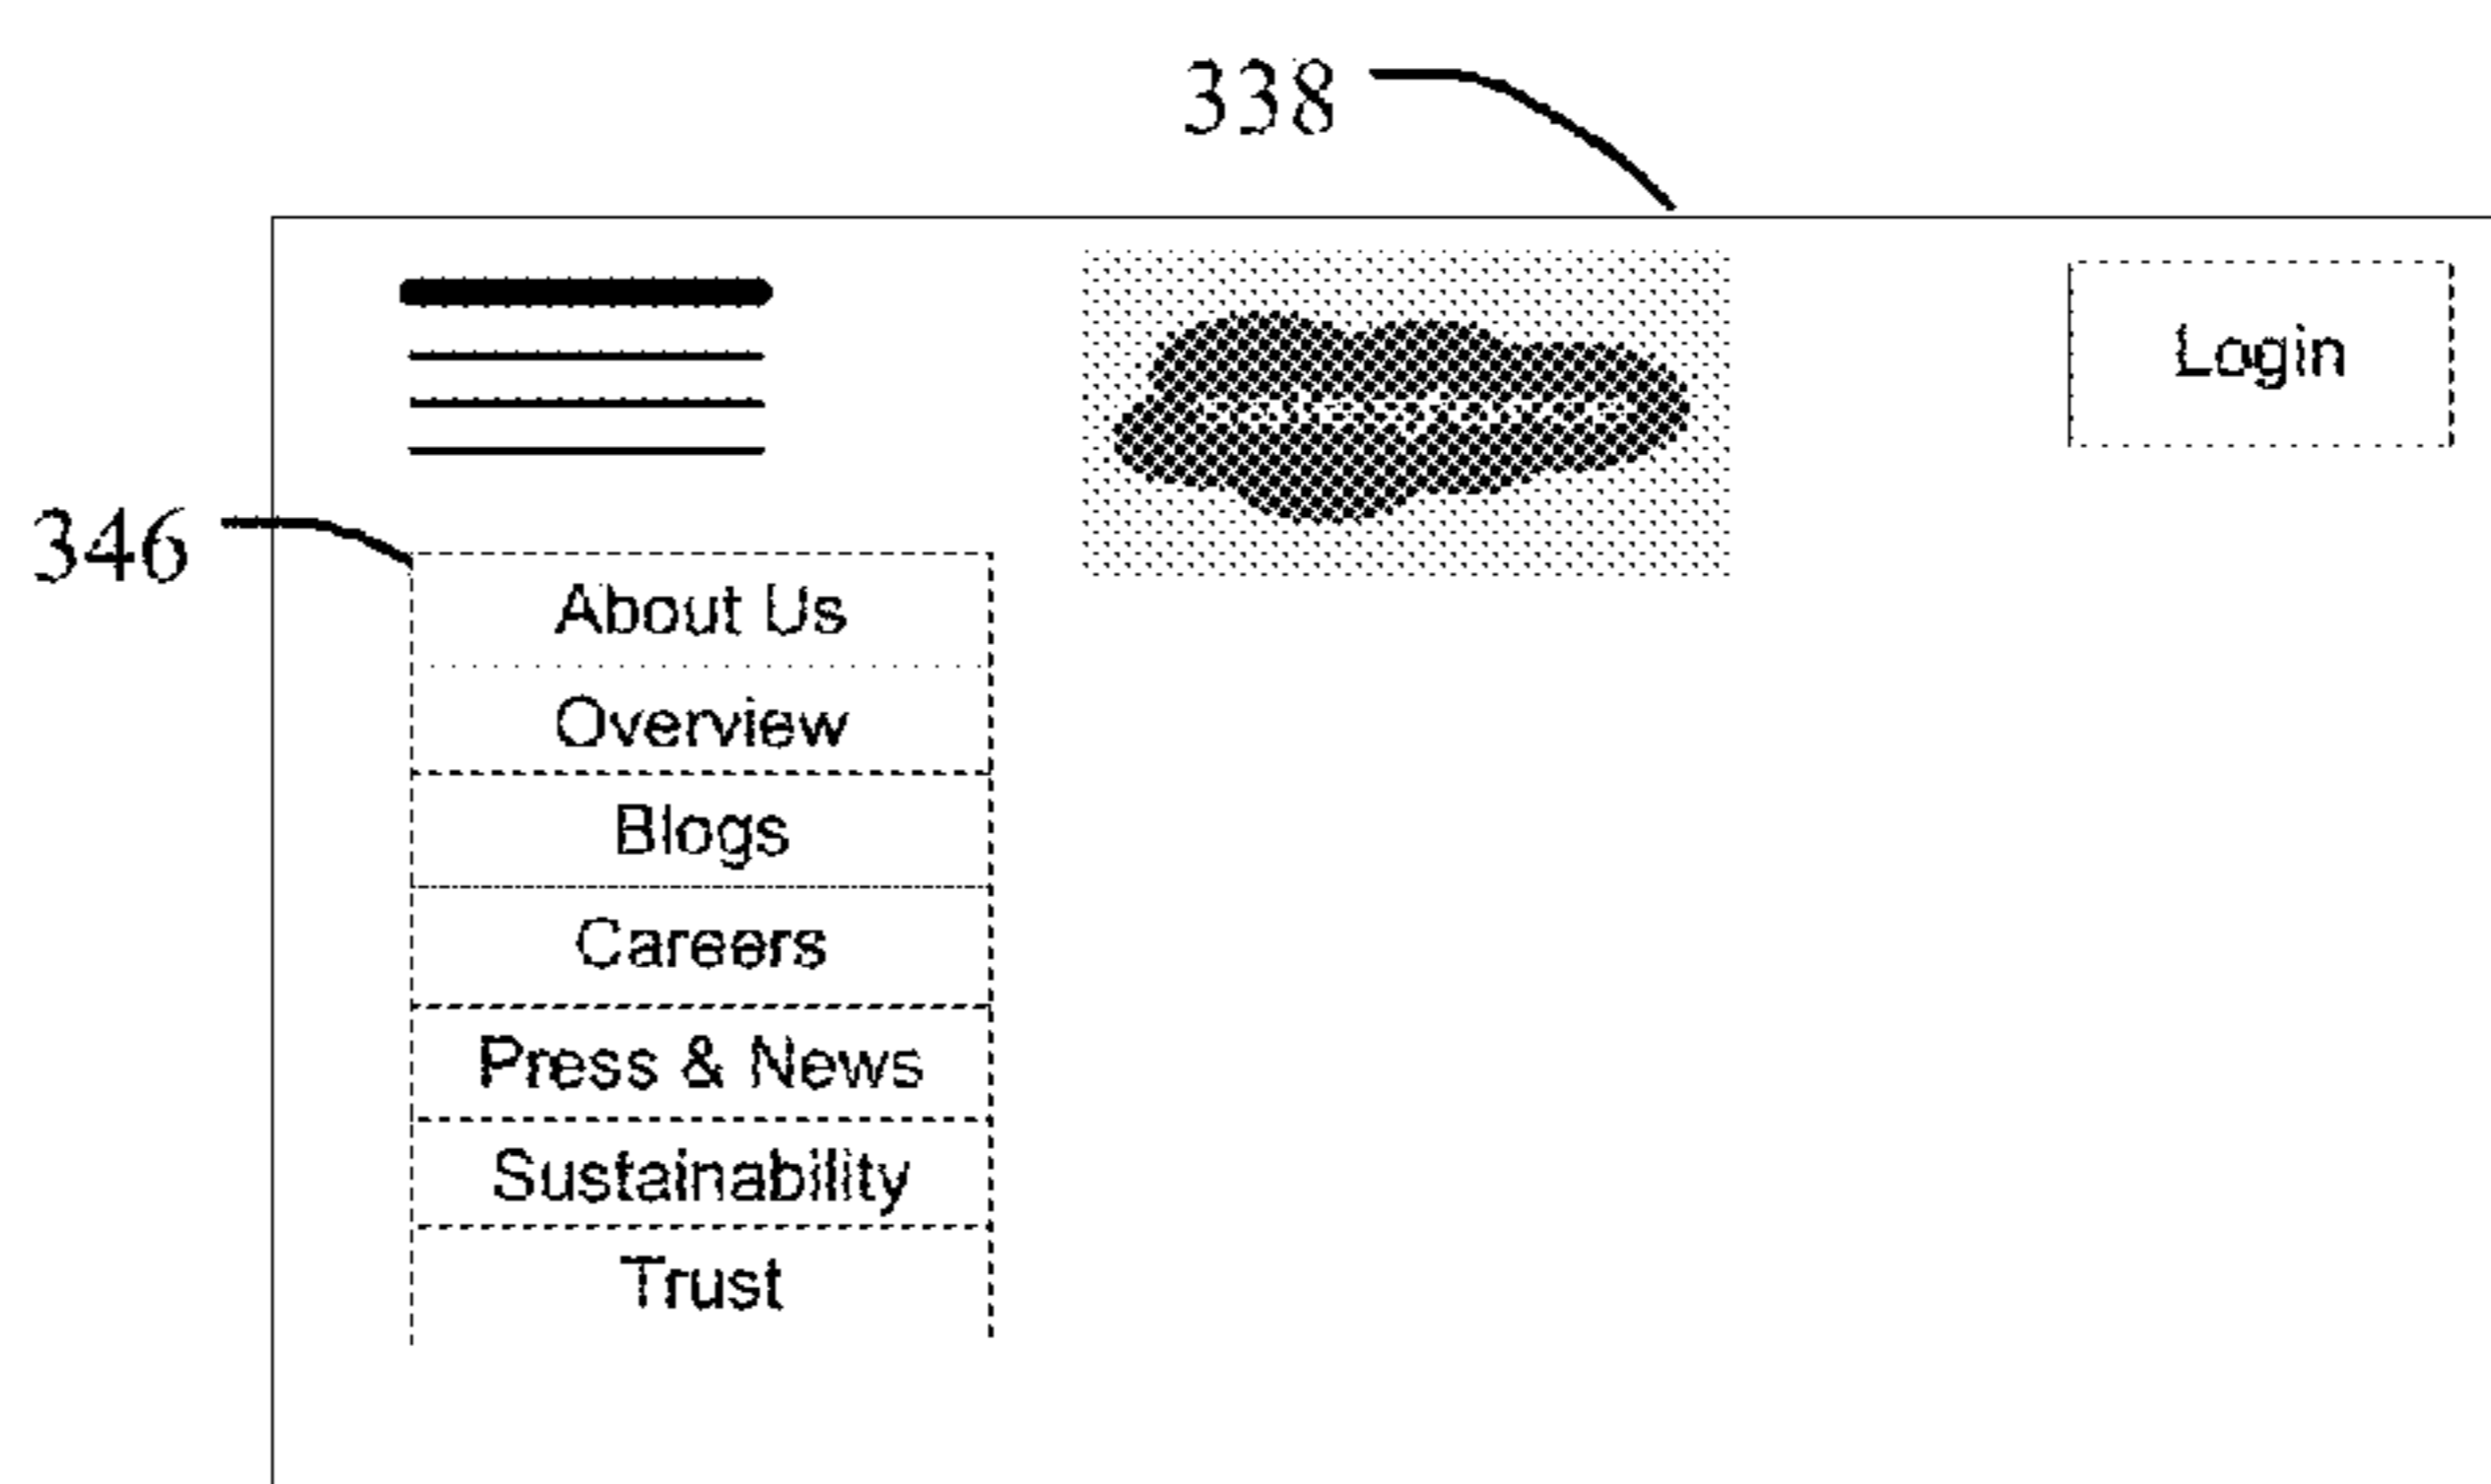 338
Login
346
About Us
Overview
Blogs
Careers
Press & News
Sustainability
Trust